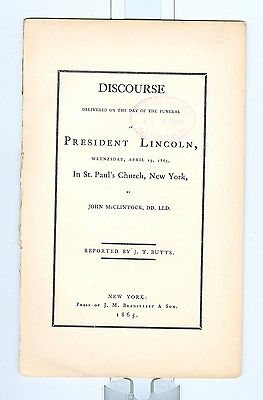 DISCOURSE
DELIVERED ON THE DAY OF THE FUNERAL
OF
PRESIDENT LINCOLN,
WEDNESDAY, APRIL 19, 1865,
In St. Paul's Church, New York,
BY
JOHN McCLINTOCK, DD. LLD.
REPORTED BY J. T. BUTTS.
NEW YORK:
PRESS OF J. M. BRADSTREET & SON.
1865.